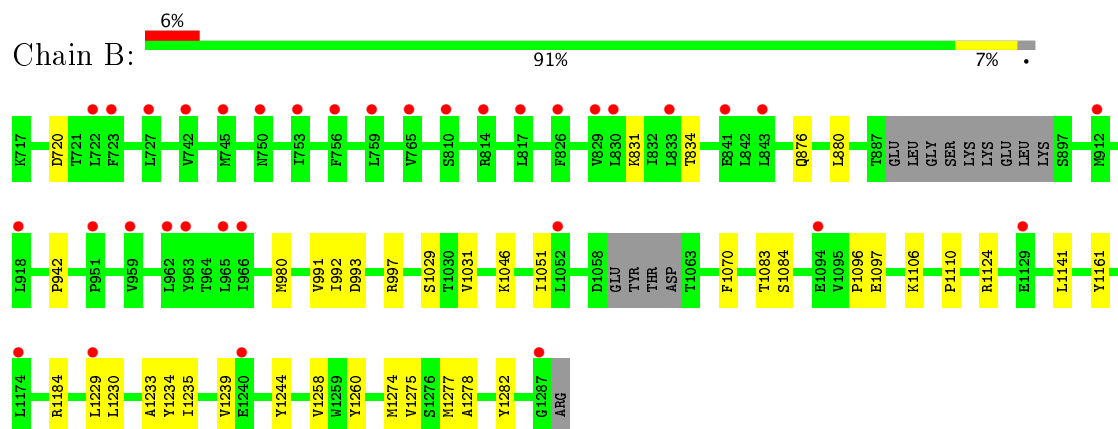 6%
Chain B:
91%
7%
K717 D720 T721 L722 F723 L727 V742 M745 N750 I753 F756 L759 V765 S810 R814 L817 F826 V829 L830 K831 I832 L833 T834 G841 L842 L843 Q876 L880 T887 GLU LEU GLY SER LYS LYS GLU LEU LYS S897 M912
L918 P942 P951 V959 L962 Y963 T964 L965 I966 M980 V991 I992 D993 R997 S1029 T1030 V1031 K1046 I1051 L1052 D1058 GLU TYR THR ASP T1063 F1070 T1083 S1084 E1094 V1095 P1096 E1097 K1106 P1110 R1124 E1129 L1141 Y1161
L1174 R1184 L1229 L1230 A1233 Y1234 I1235 V1239 E1240 Y1244 V1258 W1259 Y1260 M1274 V1275 S1276 M1277 A1278 Y1282 G1287 ARG